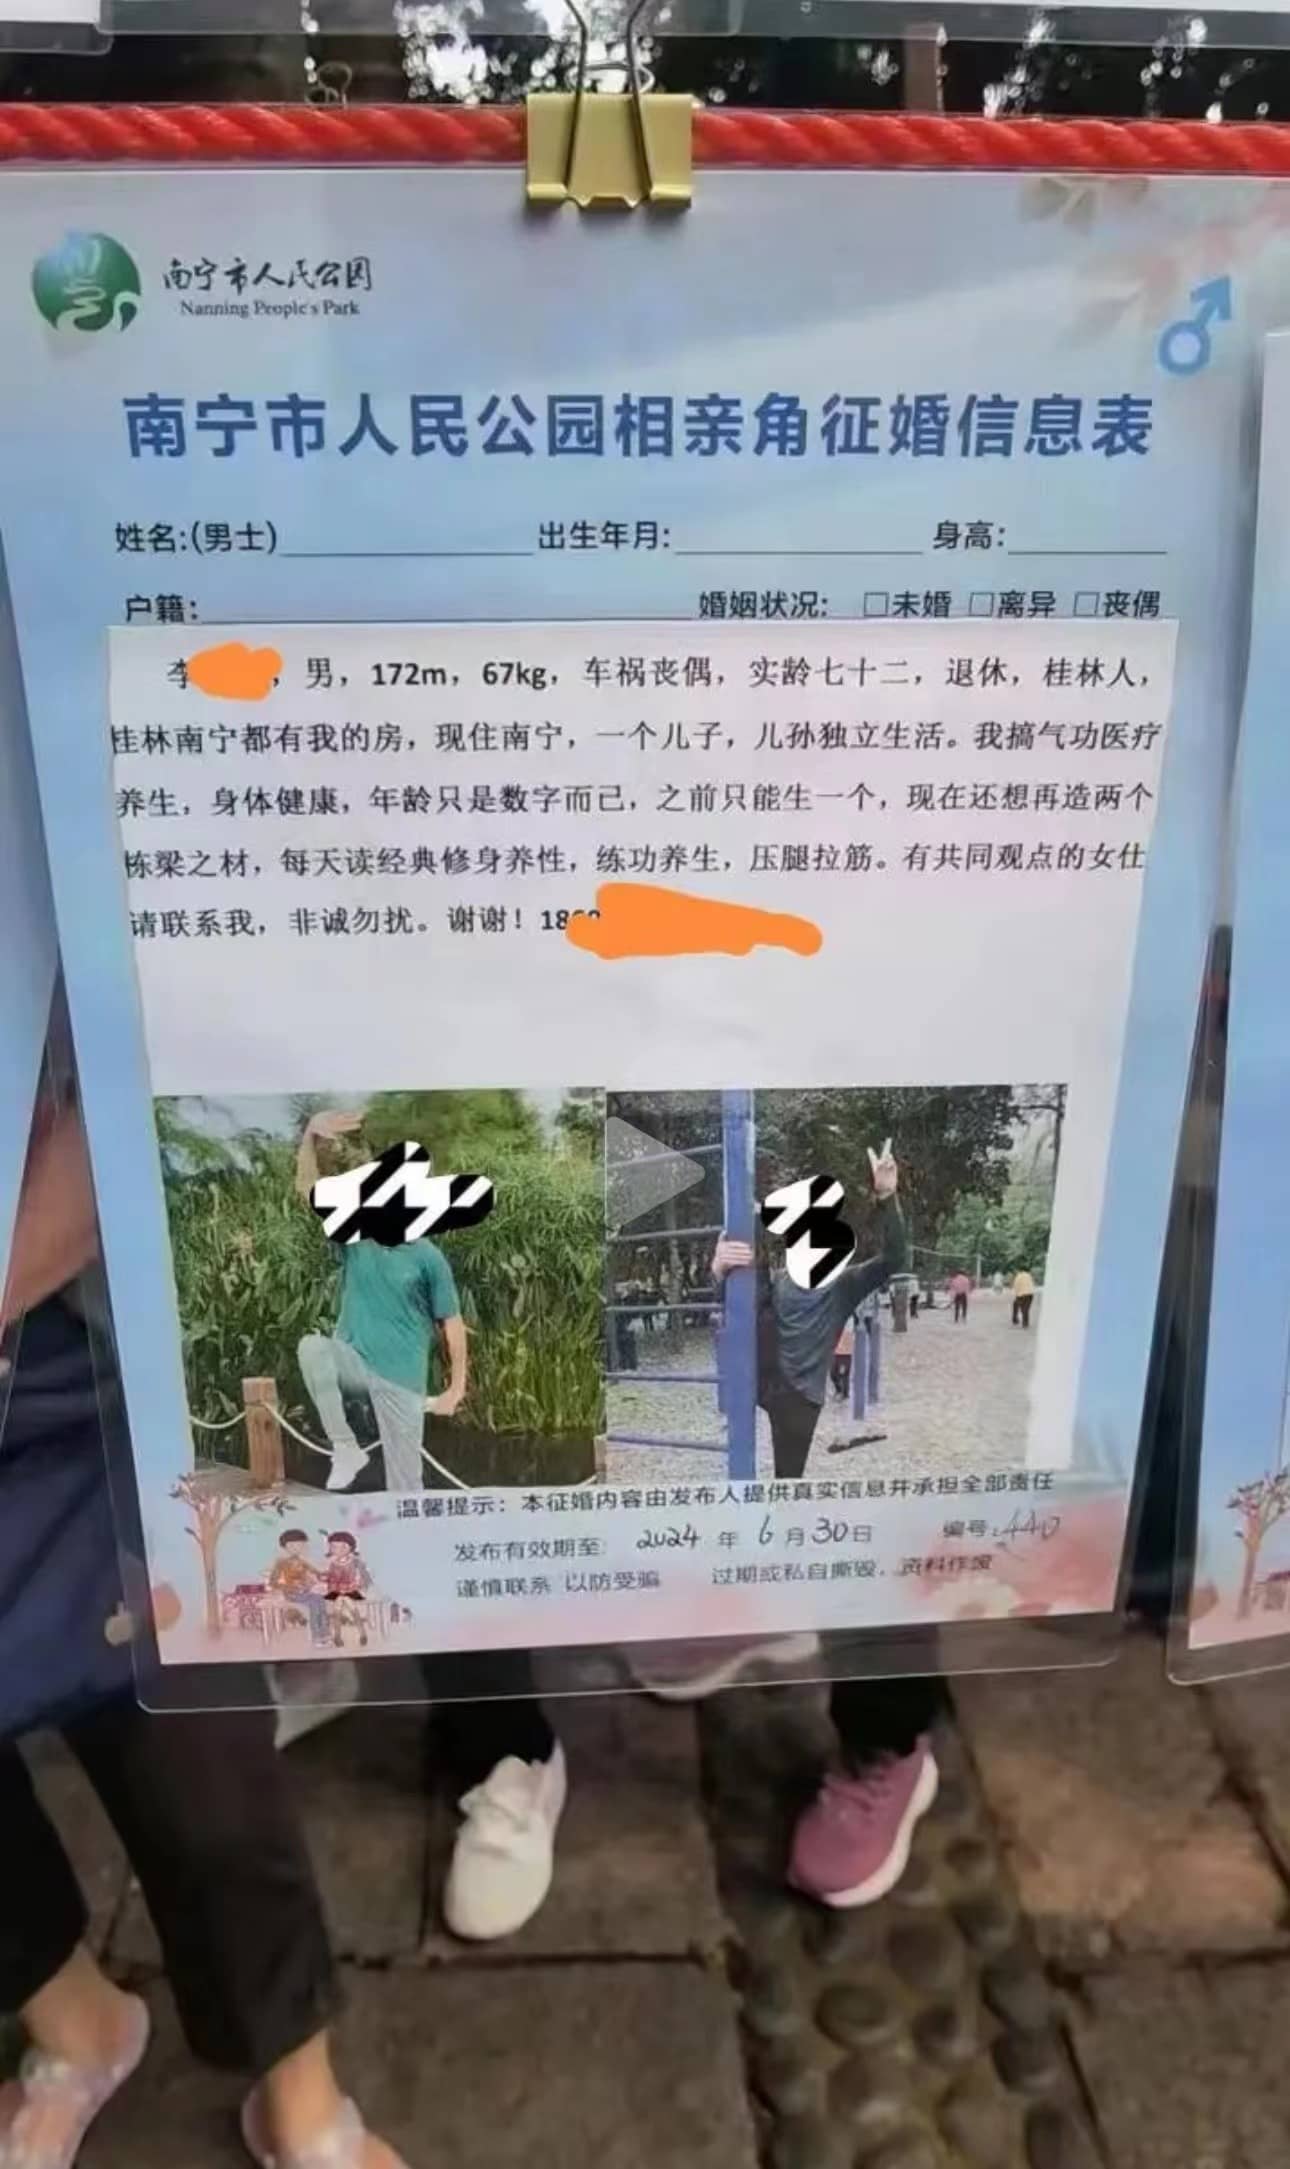 南宁市人民公园
Nanning People's Park
南宁市人民公园相亲角征婚信息表
姓名:(男士) 出生年月: 身高:
户籍: 婚姻状况: □未婚 □离异 □丧偶
李 ，男，172m，67kg，车祸丧偶，实龄七十二，退休，桂林人，
桂林南宁都有我的房，现住南宁，一个儿子，儿孙独立生活。我搞气功医疗
养生，身体健康，年龄只是数字而已，之前只能生一个，现在还想再造两个
栋梁之材，每天读经典修身养性，练功养生，压腿拉筋。有共同观点的女仕
请联系我，非诚勿扰。谢谢！18
温馨提示：本征婚内容由发布人提供真实信息并承担全部责任
发布有效期至: 2024 年 6 月 30 日 编号:440
谨慎联系 以防受骗 过期或私自撕毁，资料作废